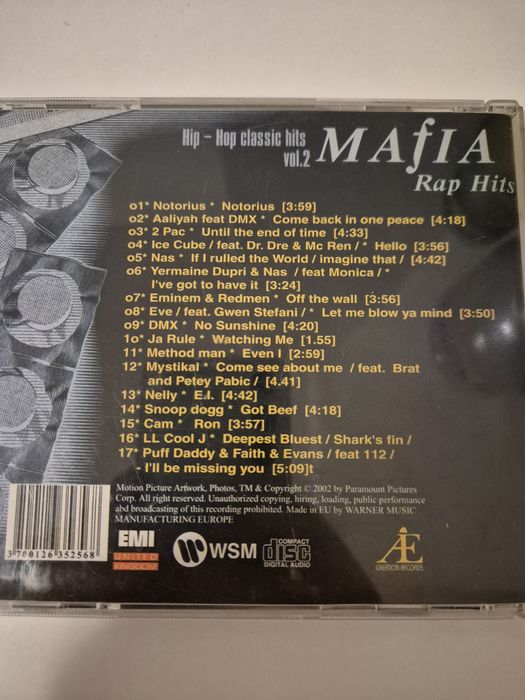 Hip - Hop classic hits
vol.2
MAfIA
Rap Hits
o1* Notorius * Notorius [3:59]
o2* Aaliyah feat DMX * Come back in one peace [4:18]
o3* 2 Pac * Until the end of time [4:33]
o4* Ice Cube / feat. Dr. Dre & Mc Ren / * Hello [3:56]
o5* Nas * If I rulled the World / imagine that / [4:42]
o6* Yermaine Dupri & Nas / feat Monica / *
I've got to have it [3:24]
o7* Eminem & Redmen * Off the wall [3:56]
o8* Eve / feat. Gwen Stefani / * Let me blow ya mind [3:50]
o9* DMX * No Sunshine [4:20]
1o* Ja Rule * Watching Me [1.55]
11* Method man * Even I [2:59]
12* Mystikal * Come see about me / feat. Brat
and Petey Pabic / [4.41]
13* Nelly * E.I. [4:42]
14* Snoop dogg * Got Beef [4:18]
15* Cam * Ron [3:57]
16* LL Cool J * Deepest Bluest / Shark's fin /
17* Puff Daddy & Faith & Evans / feat 112 /
- I'll be missing you [5:09]t
Motion Picture Artwork, Photos, TM & Copyright © 2002 by Paramount Pictures
Corp. All right reserved. Unauthorized copying, hiring, loading, public performance
abd broadcasting of this recording prohibited. Made in EU by WARNER MUSIC
MANUFACTURING EUROPE
3 700126 352568
EMI
UNITED
KINGDOM
WSM
COMPACT
disc
DIGITAL AUDIO
Æ
CREATION RECORDS